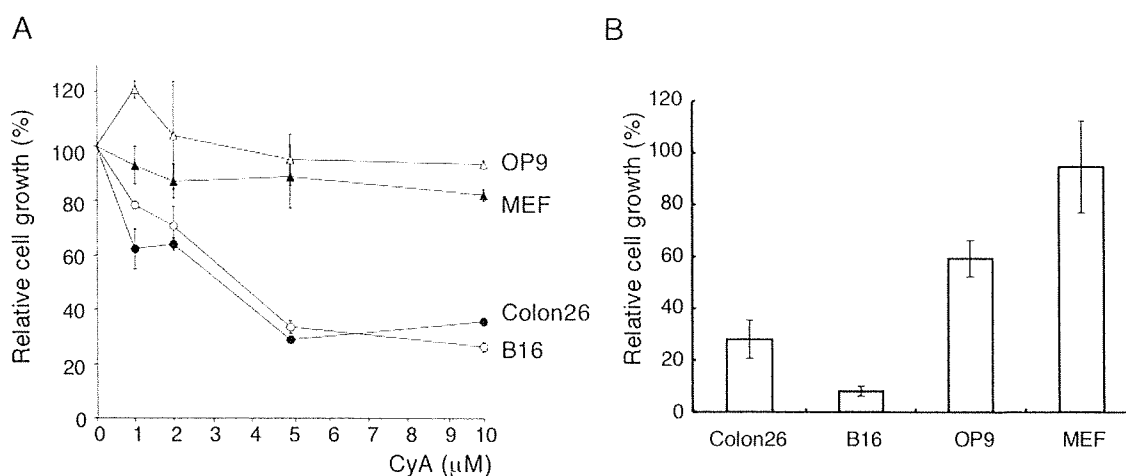 A
Relative cell growth (%)
120
100
80
60
40
20
0
OP9
MEF
Colon26
B16
0 1 2 3 4 5 6 7 8 9 10
CyA (μM)
B
Relative cell growth (%)
120
100
80
60
40
20
0
Colon26 B16 OP9 MEF